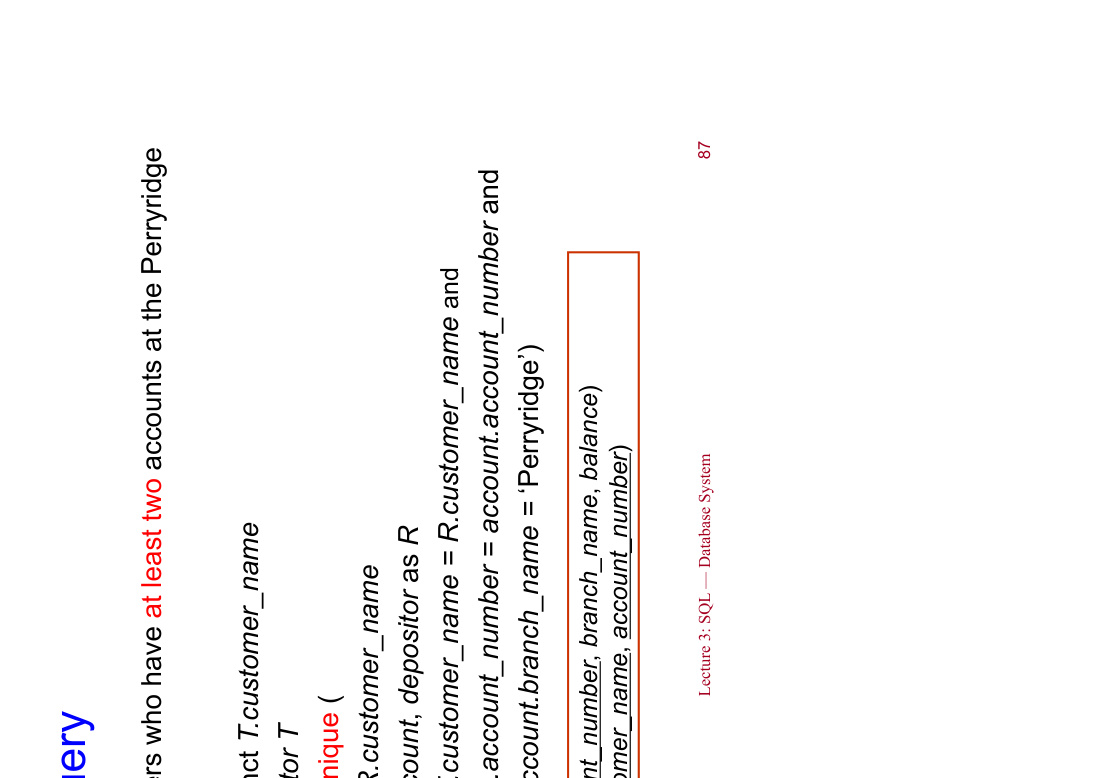 uery
ers who have at least two accounts at the Perryridge
nct T.customer_name
tor T
nique (
R.customer_name
count, depositor as R
.customer_name = R.customer_name and
.account_number = account.account_number and
ccount.branch_name = ‘Perryridge’)
nt_number, branch_name, balance)
omer_name, account_number)
Lecture 3: SQL — Database System
87